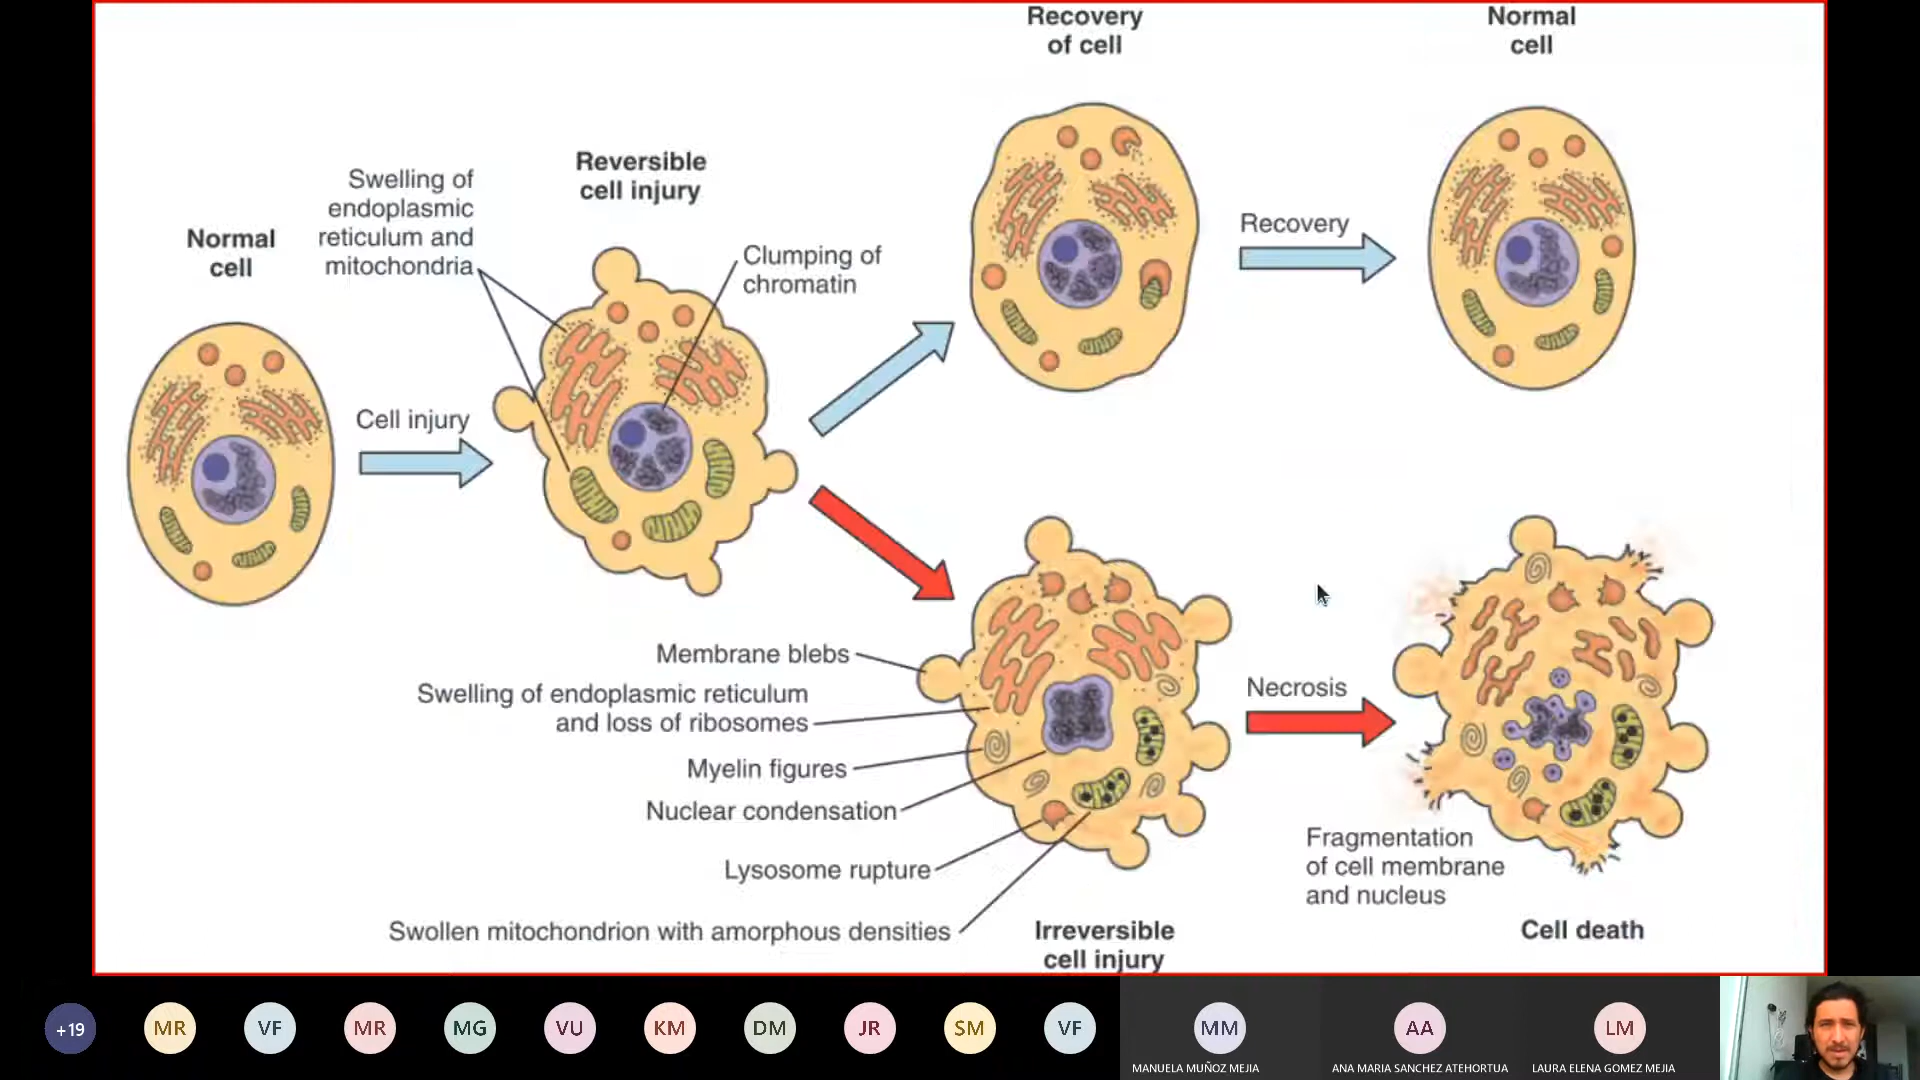 Recovery
of cell
Normal
cell
Reversible
cell injury
Swelling of
endoplasmic
reticulum and
mitochondria
Normal
cell
Clumping of
chromatin
Recovery
Cell injury
Membrane blebs
Swelling of endoplasmic reticulum
and loss of ribosomes
Myelin figures
Nuclear condensation
Lysosome rupture
Swollen mitochondrion with amorphous densities
Irreversible
cell injury
Necrosis
Fragmentation
of cell membrane
and nucleus
Cell death
+19
MR
VF
MR
MG
VU
KM
DM
JR
SM
VF
MM
AA
LM
MANUELA MUÑOZ MEJIA
ANA MARIA SANCHEZ ATEHORTUA
LAURA ELENA GOMEZ MEJIA